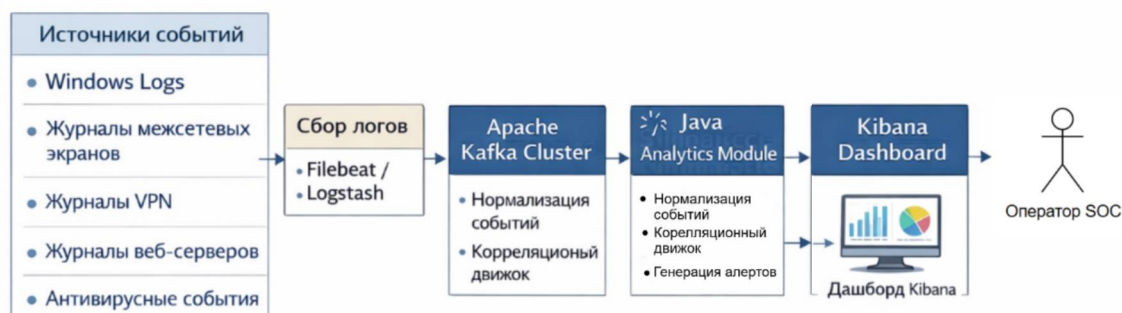 Источники событий
Windows Logs
Журналы межсетевых
экранов
Журналы VPN
Журналы веб-серверов
Антивирусные события
Сбор логов
Filebeat /
Logstash
Apache
Kafka Cluster
Нормализация
событий
Корреляционый
движок
Java
Analytics Module
Нормализация
событий
Корелляционный
движок
Генерация алертов
Kibana
Dashboard
Дашборд Kibana
Оператор SOC